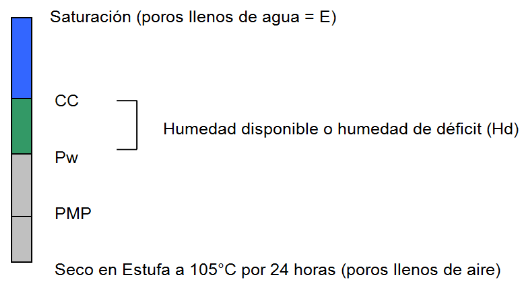 Saturación (poros llenos de agua = E)
CC
Humedad disponible o humedad de déficit (Hd)
Pw
PMP
Seco en Estufa a 105°C por 24 horas (poros llenos de aire)